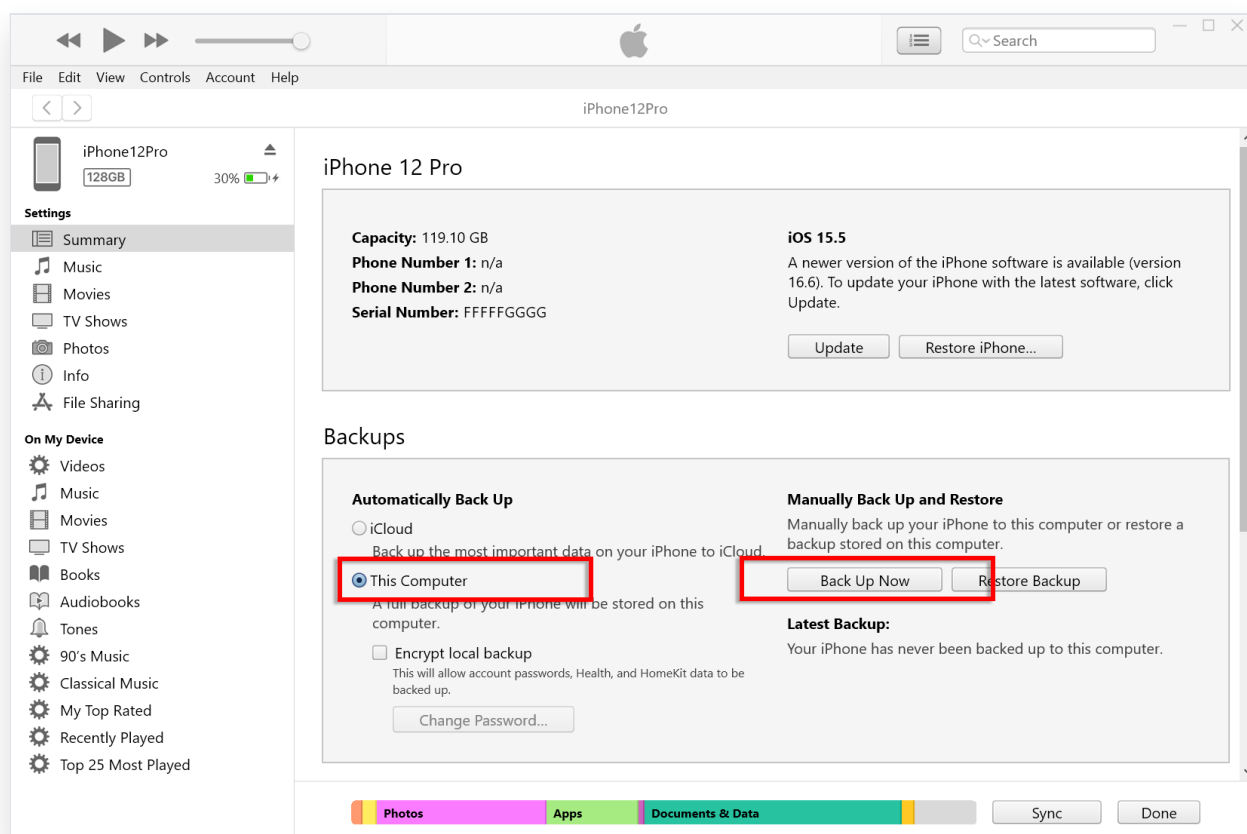 Search
File Edit View Controls Account Help
iPhone12Pro
iPhone12Pro
128GB
30%
Settings
Summary
Music
Movies
TV Shows
Photos
Info
File Sharing
On My Device
Videos
Music
Movies
TV Shows
Books
Audiobooks
Tones
90's Music
Classical Music
My Top Rated
Recently Played
Top 25 Most Played
iPhone 12 Pro
Capacity: 119.10 GB
Phone Number 1: n/a
Phone Number 2: n/a
Serial Number: FFFFFGGGG
iOS 15.5
A newer version of the iPhone software is available (version
16.6). To update your iPhone with the latest software, click
Update.
Update
Restore iPhone...
Backups
Automatically Back Up
iCloud
Back up the most important data on your iPhone to iCloud.
This Computer
A full backup of your iPhone will be stored on this
computer.
Encrypt local backup
This will allow account passwords, Health, and HomeKit data to be
backed up.
Change Password...
Manually Back Up and Restore
Manually back up your iPhone to this computer or restore a
backup stored on this computer.
Back Up Now
Restore Backup
Latest Backup:
Your iPhone has never been backed up to this computer.
Photos
Apps
Documents & Data
Sync
Done